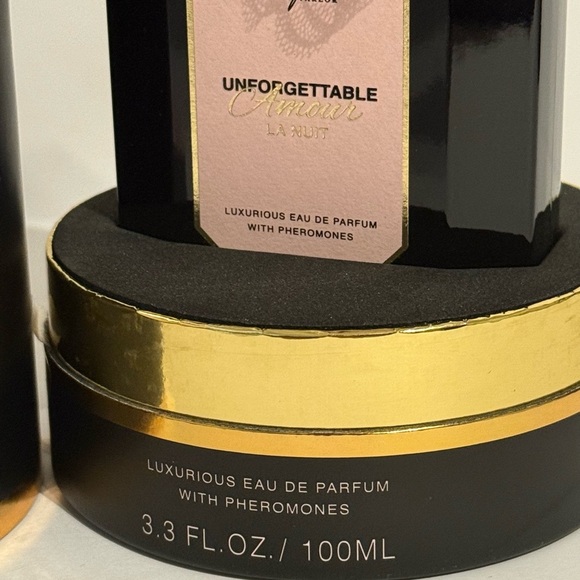 UNFORGETTABLE
Amour
LA NUIT
LUXURIOUS EAU DE PARFUM
WITH PHEROMONES
LUXURIOUS EAU DE PARFUM
WITH PHEROMONES
3.3 FL.OZ./ 100ML